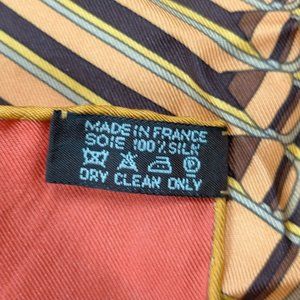 MADE IN FRANCE
SOIE 100% SILK
P
DRY CLEAN ONLY